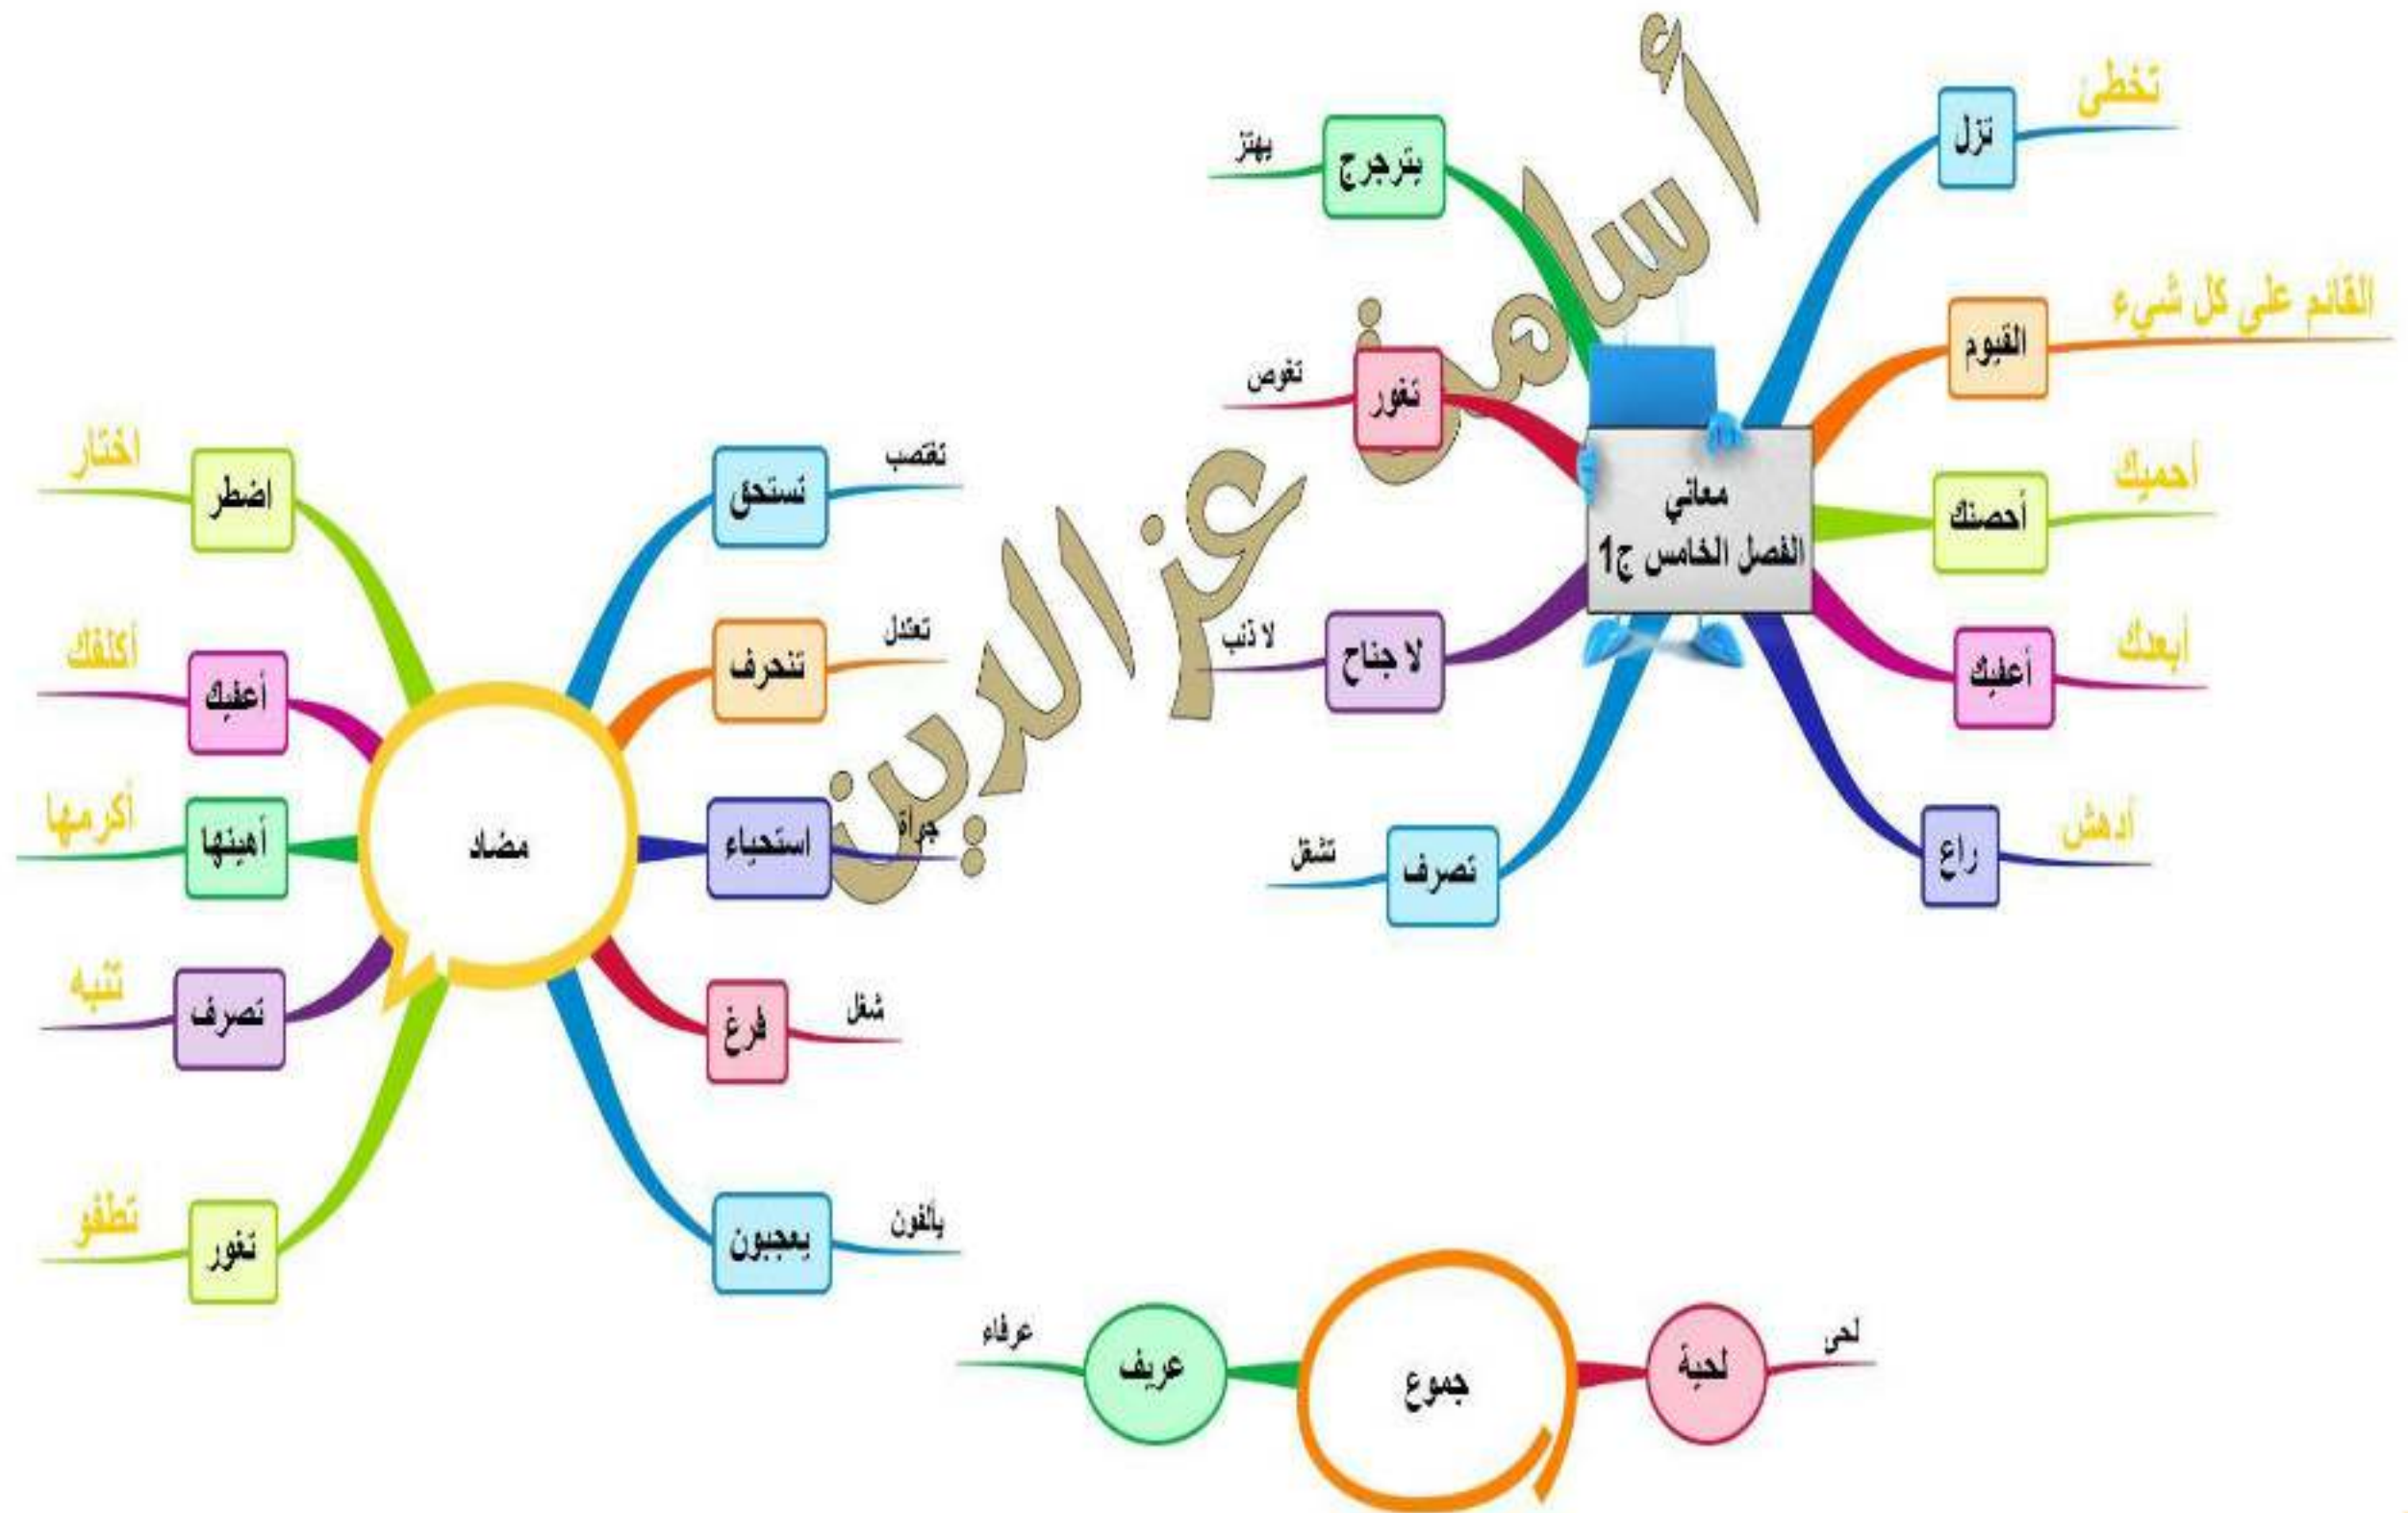 أسامة عز الدين
معاني
الفصل الخامس ج1
تزل
تخطئ
القيوم
القائم على كل شيء
أحصنك
أحميك
أعفيك
أبعدك
راع
أدهش
يترجرج
يهتز
تغور
تغوص
لا جناح
لا ذنب
تصرف
تشغل
مضاد
تستحق
تغتصب
تنحرف
تعتدل
استحياء
جرأة
فرغ
شغل
يعجبون
يألفون
اضطر
اختار
أعفيك
أكلفك
أهينها
أكرمها
تصرف
تنبه
تغور
تطفو
جموع
لحية
لحى
عريف
عرفاء